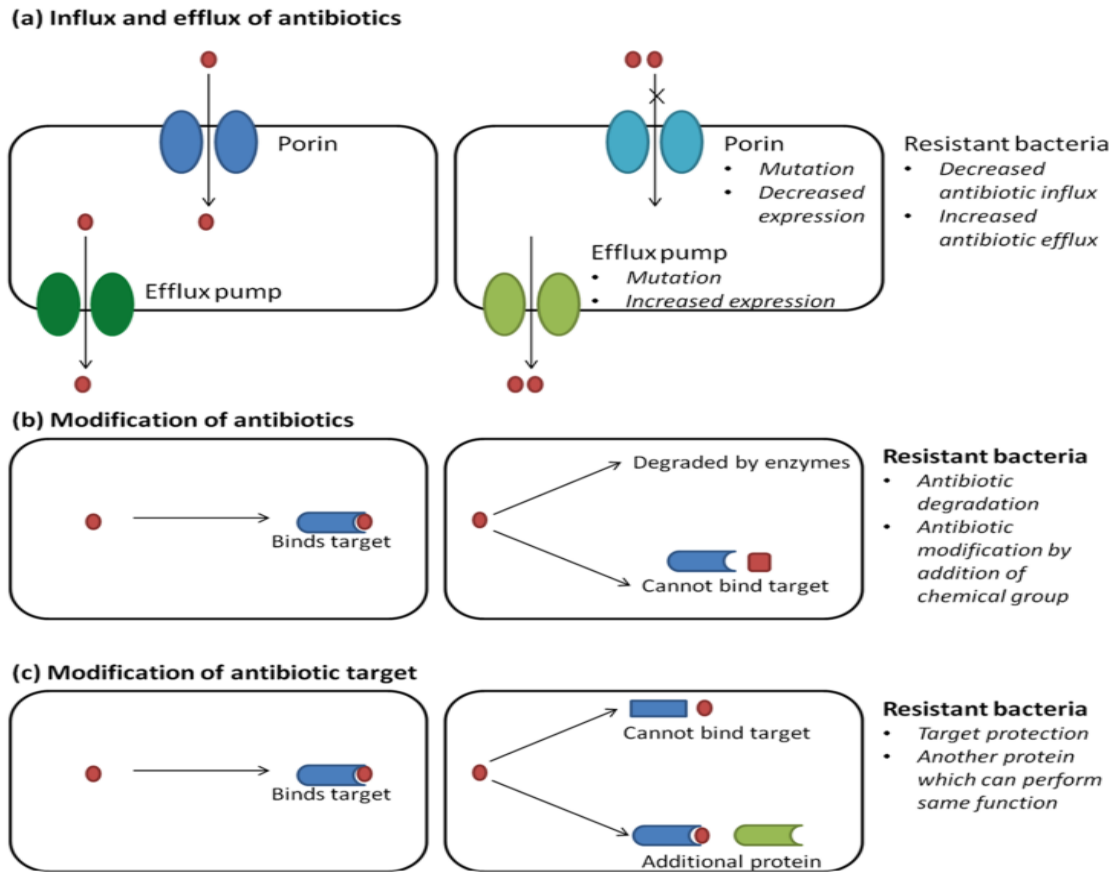 (a) Influx and efflux of antibiotics
Porin
Efflux pump
Porin
• Mutation
• Decreased
expression
Efflux pump
• Mutation
• Increased expression
Resistant bacteria
• Decreased
antibiotic influx
• Increased
antibiotic efflux
(b) Modification of antibiotics
Binds target
Degraded by enzymes
Cannot bind target
Resistant bacteria
• Antibiotic
degradation
• Antibiotic
modification by
addition of
chemical group
(c) Modification of antibiotic target
Binds target
Cannot bind target
Additional protein
Resistant bacteria
• Target protection
• Another protein
which can perform
same function